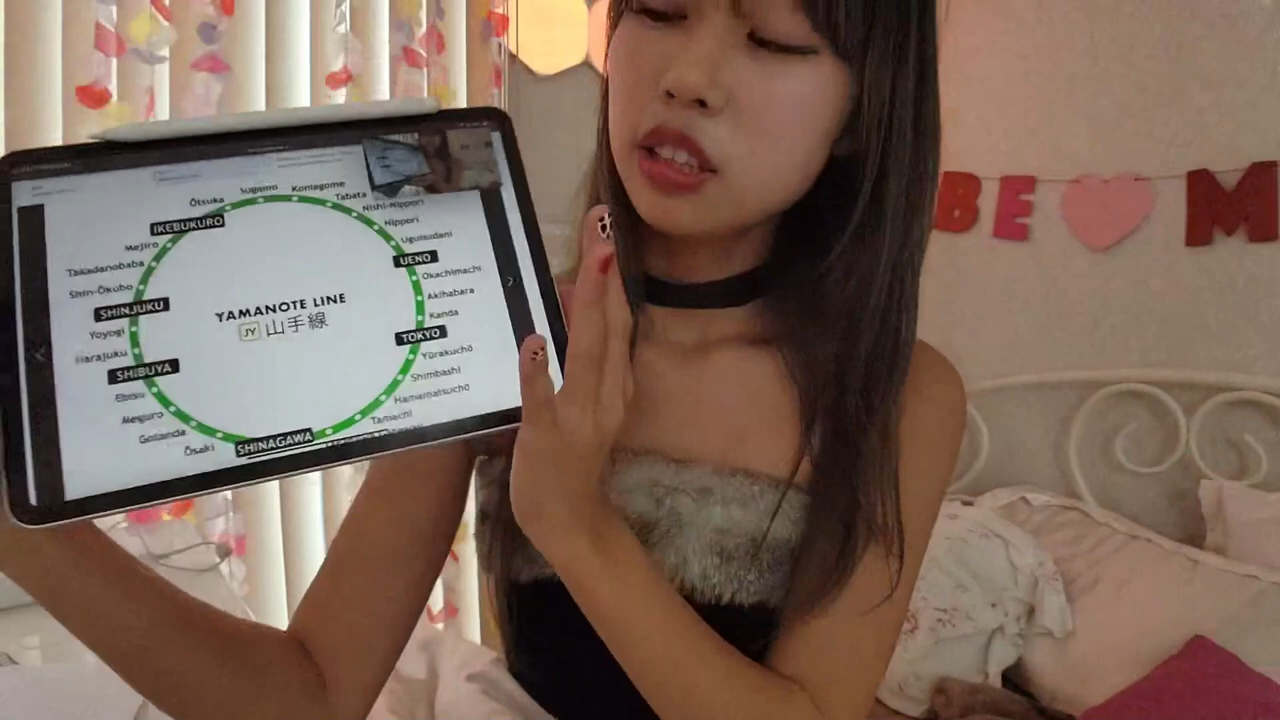 Ōtsuka
Sugamo
Komagome
Tabata
Nishi-Nippori
Nippori
Uguisudani
UENO
Okachimachi
Akihabara
Kanda
TOKYO
Yūrakuchō
Shimbashi
Hamamatsuchō
Tamachi
SHINAGAWA
Ōsaki
Gotanda
Meguro
Ebisu
SHIBUYA
Harajuku
Yoyogi
SHINJUKU
Shin-Ōkubo
Takadanobaba
Mejiro
IKEBUKURO
YAMANOTE LINE
JY 山手線
BE M